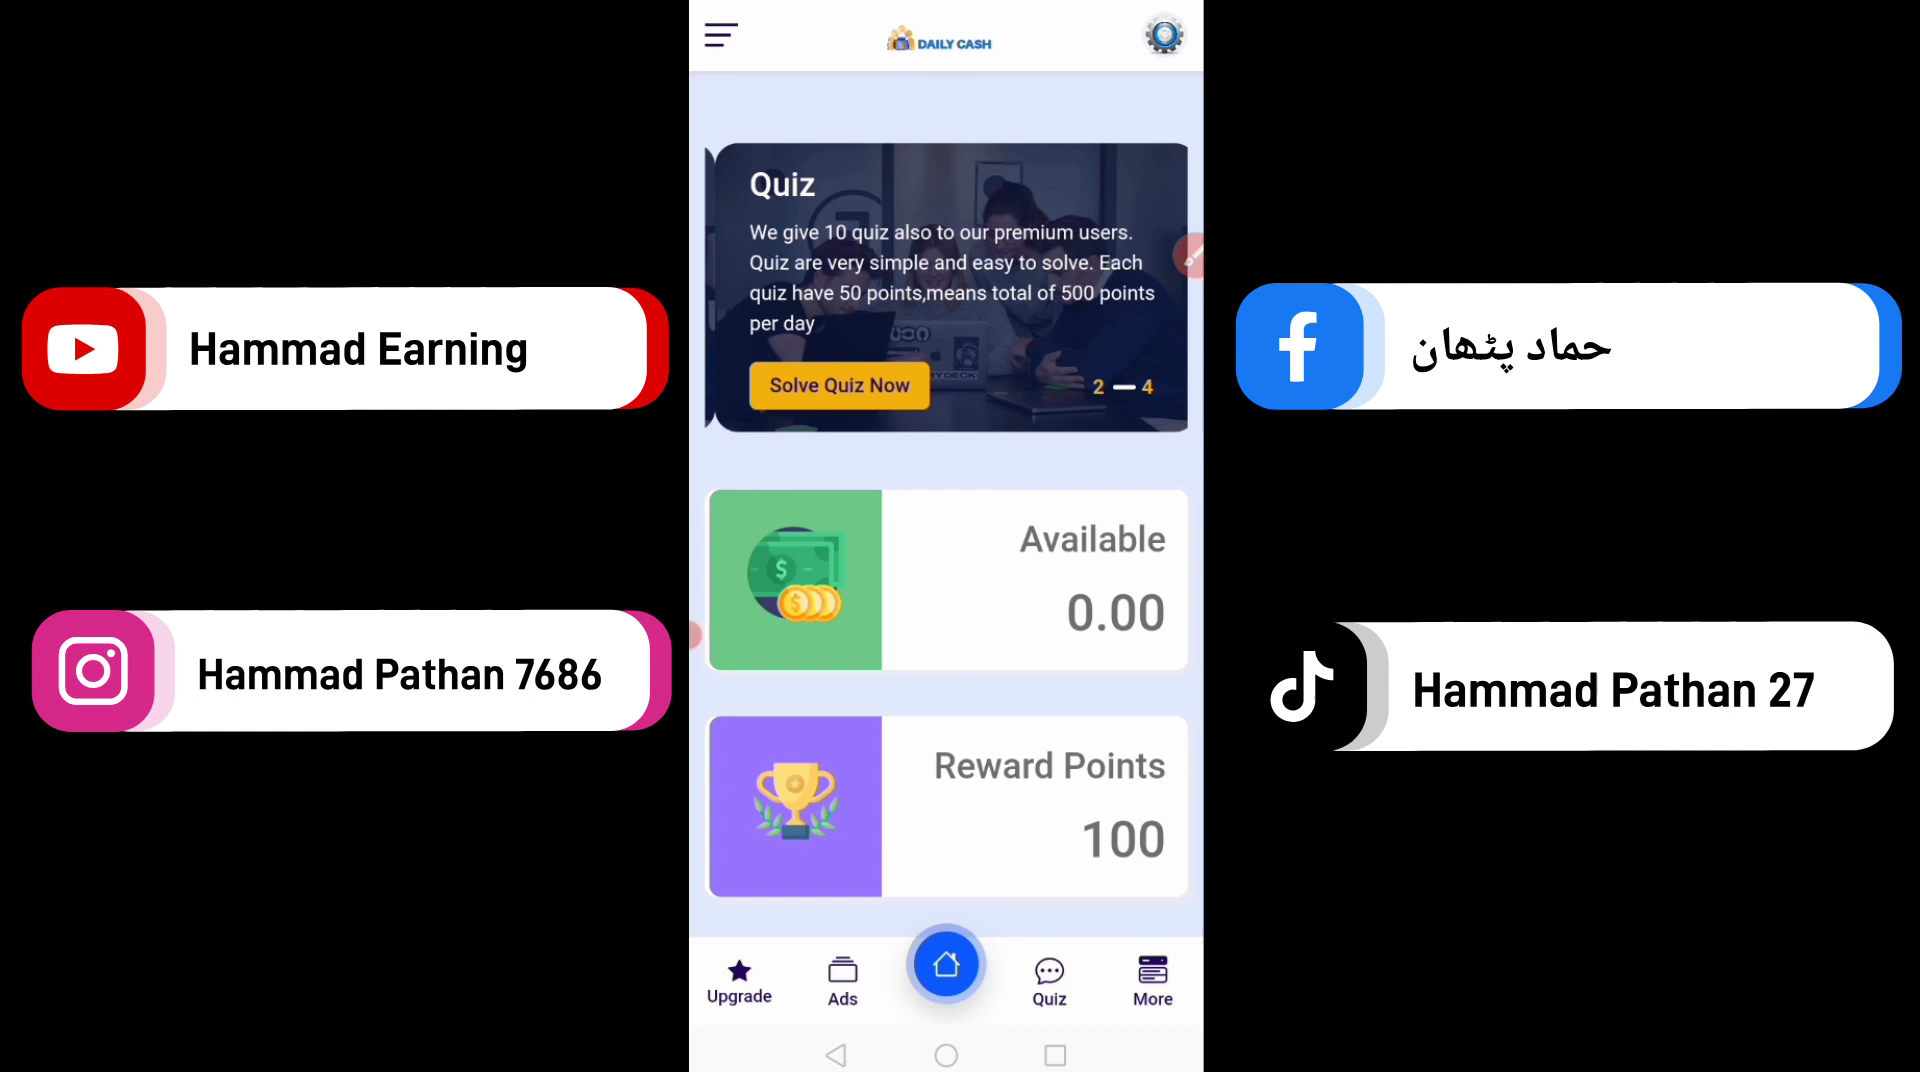 DAILY CASH
Quiz
We give 10 quiz also to our premium users.
Quiz are very simple and easy to solve. Each
quiz have 50 points,means total of 500 points
per day
Solve Quiz Now
2 4
Available
0.00
Reward Points
100
Upgrade
Ads
Quiz
More
Hammad Earning
Hammad Pathan 7686
حماد پٹھان
Hammad Pathan 27